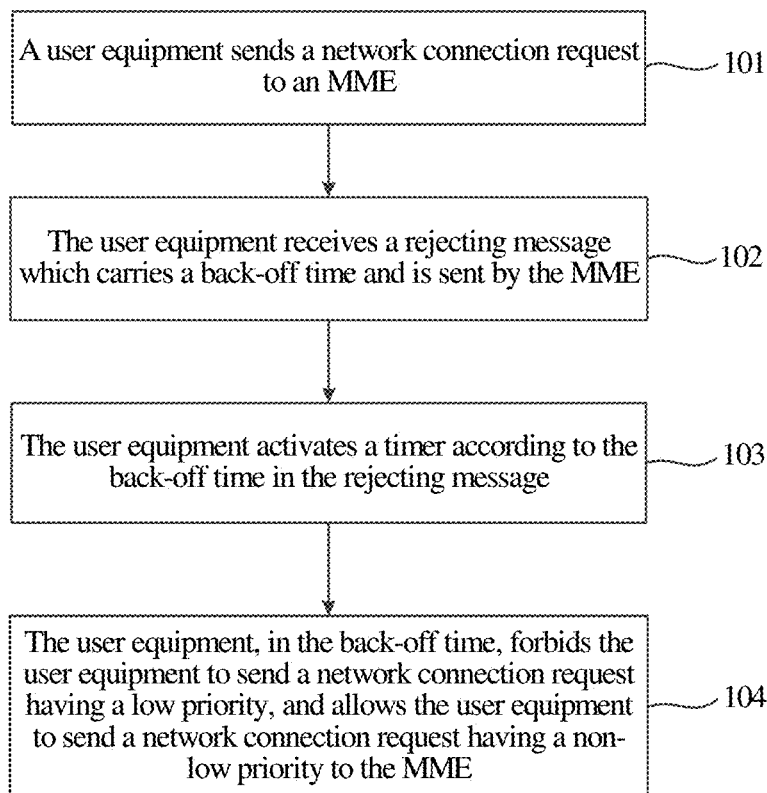 A user equipment sends a network connection request
to an MME
101
The user equipment receives a rejecting message
which carries a back-off time and is sent by the MME
102
The user equipment activates a timer according to the
back-off time in the rejecting message
103
The user equipment, in the back-off time, forbids the
user equipment to send a network connection request
having a low priority, and allows the user equipment
to send a network connection request having a non-
low priority to the MME
104